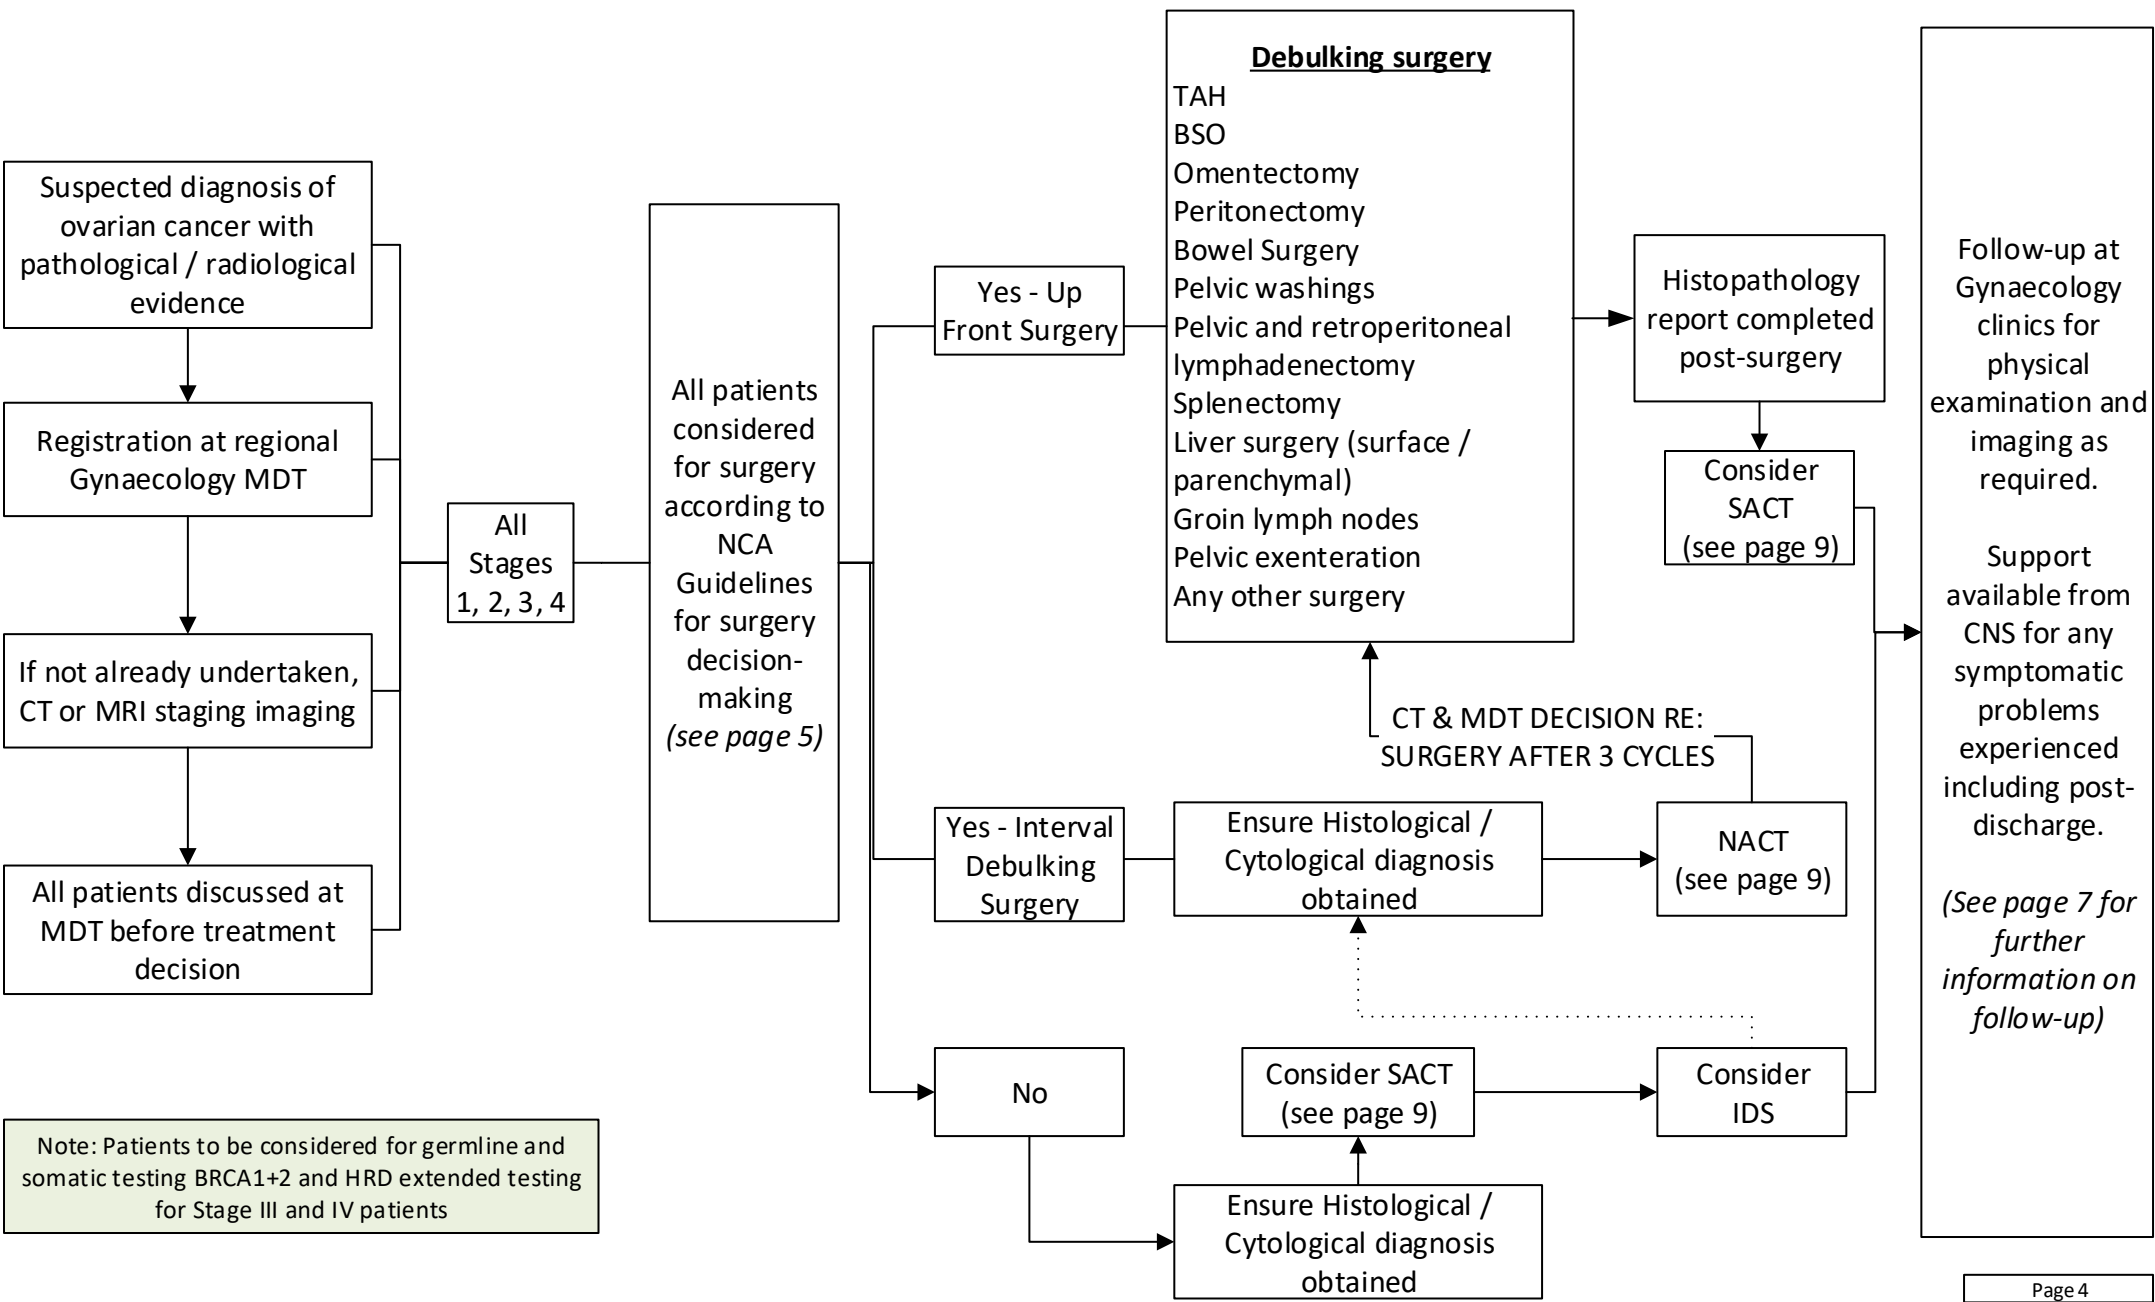 Suspected diagnosis of
ovarian cancer with
pathological / radiological
evidence
Registration at regional
Gynaecology MDT
If not already undertaken,
CT or MRI staging imaging
All patients discussed at
MDT before treatment
decision
Note: Patients to be considered for germline and
somatic testing BRCA1+2 and HRD extended testing
for Stage III and IV patients
All
Stages
1, 2, 3, 4
All patients
considered
for surgery
according to
NCA
Guidelines
for surgery
decision-
making
(see page 5)
Yes - Up
Front Surgery
Debulking surgery
TAH
BSO
Omentectomy
Peritonectomy
Bowel Surgery
Pelvic washings
Pelvic and retroperitoneal
lymphadenectomy
Splenectomy
Liver surgery (surface /
parenchymal)
Groin lymph nodes
Pelvic exenteration
Any other surgery
Histopathology
report completed
post-surgery
Consider
SACT
(see page 9)
CT & MDT DECISION RE:
SURGERY AFTER 3 CYCLES
Yes - Interval
Debulking
Surgery
Ensure Histological /
Cytological diagnosis
obtained
NACT
(see page 9)
No
Consider SACT
(see page 9)
Consider
IDS
Ensure Histological /
Cytological diagnosis
obtained
Follow-up at
Gynaecology
clinics for
physical
examination and
imaging as
required.
Support
available from
CNS for any
symptomatic
problems
experienced
including post-
discharge.
(See page 7 for
further
information on
follow-up)
Page 4